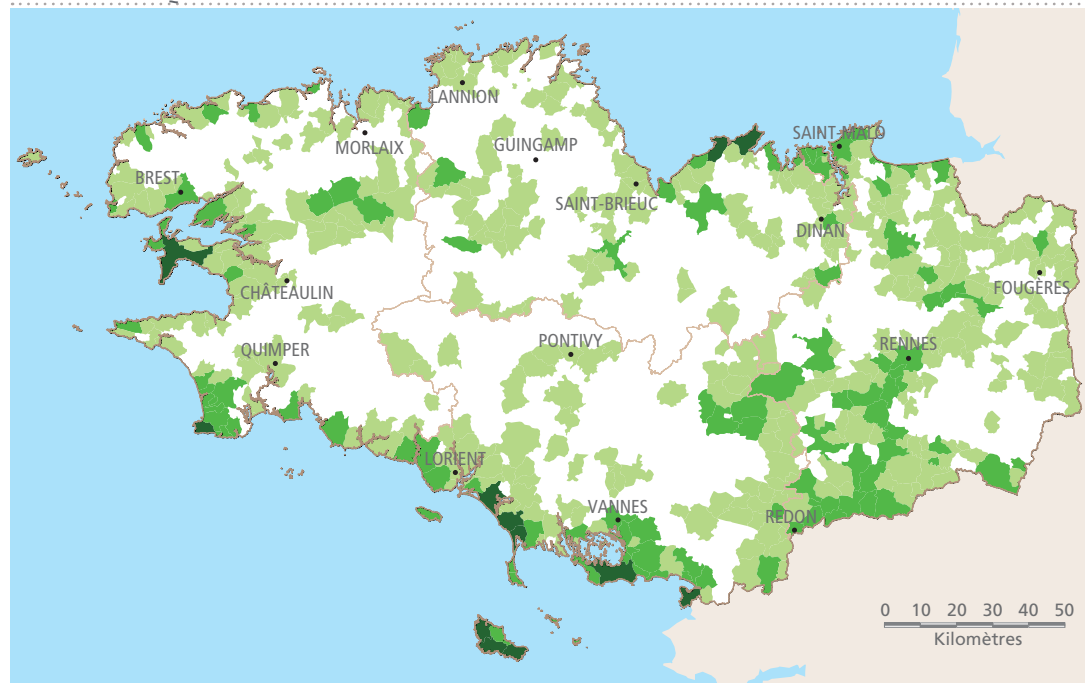 LANNION
SAINT-MALO
MORLAIX
GUINGAMP
BREST
SAINT-BRIEUC
DINAN
CHÂTEAULIN
FOUGÈRES
QUIMPER
PONTIVY
RENNES
LORIENT
VANNES
REDON
0 10 20 30 40 50
Kilomètres